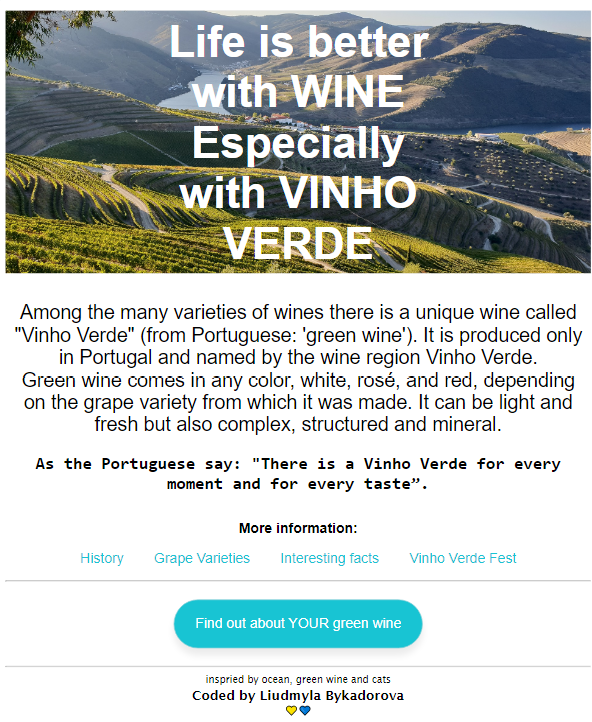 Life is better
with WINE
Especially
with VINHO
VERDE
Among the many varieties of wines there is a unique wine called
"Vinho Verde" (from Portuguese: 'green wine'). It is produced only
in Portugal and named by the wine region Vinho Verde.
Green wine comes in any color, white, rosé, and red, depending
on the grape variety from which it was made. It can be light and
fresh but also complex, structured and mineral.
As the Portuguese say: "There is a Vinho Verde for every
moment and for every taste”.
More information:
History Grape Varieties Interesting facts Vinho Verde Fest
Find out about YOUR green wine
inspried by ocean, green wine and cats
Coded by Liudmyla Bykadorova
💛💙